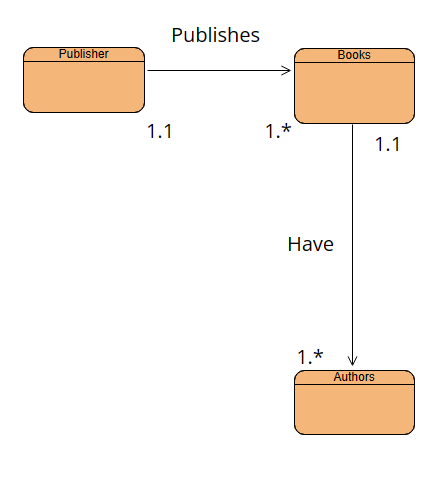 Publishes
Publisher
Books
1.1
1.*
1.1
Have
1.*
Authors